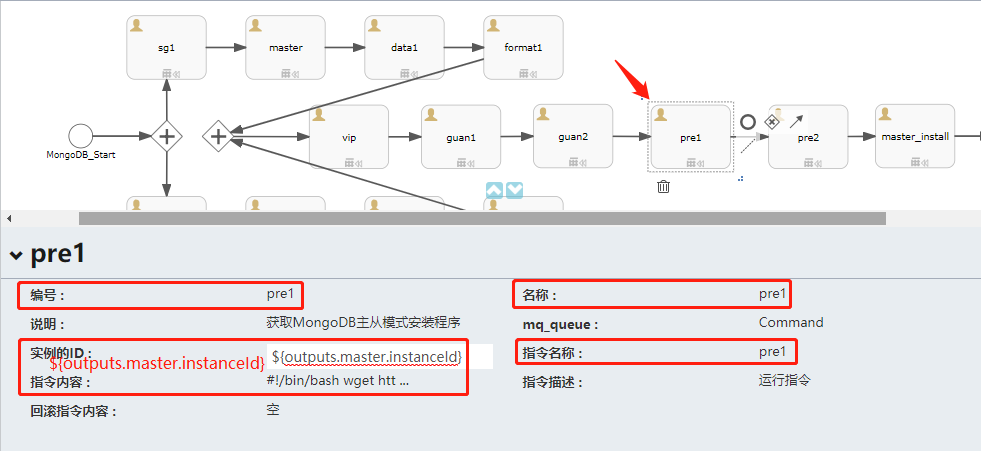 sg1
master
data1
format1
MongoDB_Start
vip
guan1
guan2
pre1
pre2
master_install
pre1
编号： pre1
名称： pre1
说明： 获取MongoDB主从模式安装程序
mq_queue： Command
实例的ID： ${outputs.master.instanceId}
${outputs.master.instanceId}
指令名称： pre1
指令内容： #!/bin/bash wget htt ...
指令描述： 运行指令
回滚指令内容： 空